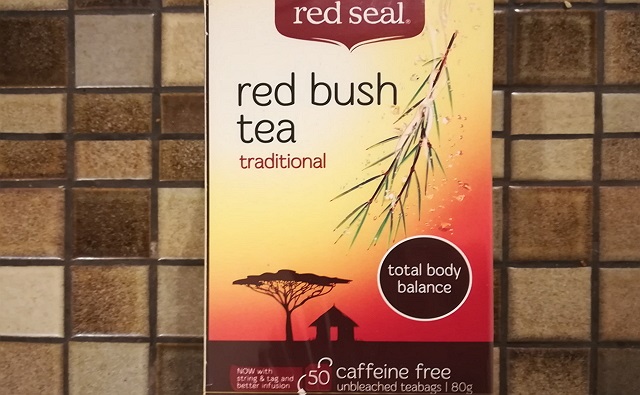 red seal®
red bush
tea
traditional
total body
balance
NOW with
string & tag and
better infusion
50 caffeine free
unbleached teabags | 80g